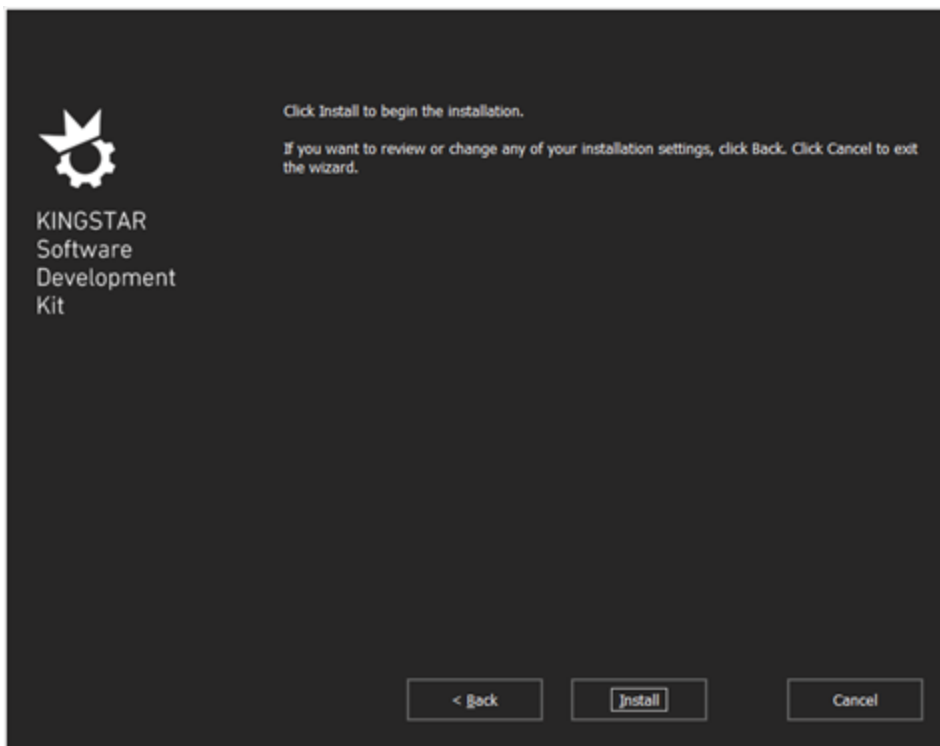 Click Install to begin the installation.
If you want to review or change any of your installation settings, click Back. Click Cancel to exit
the wizard.
KINGSTAR
Software
Development
Kit
< Back
Install
Cancel